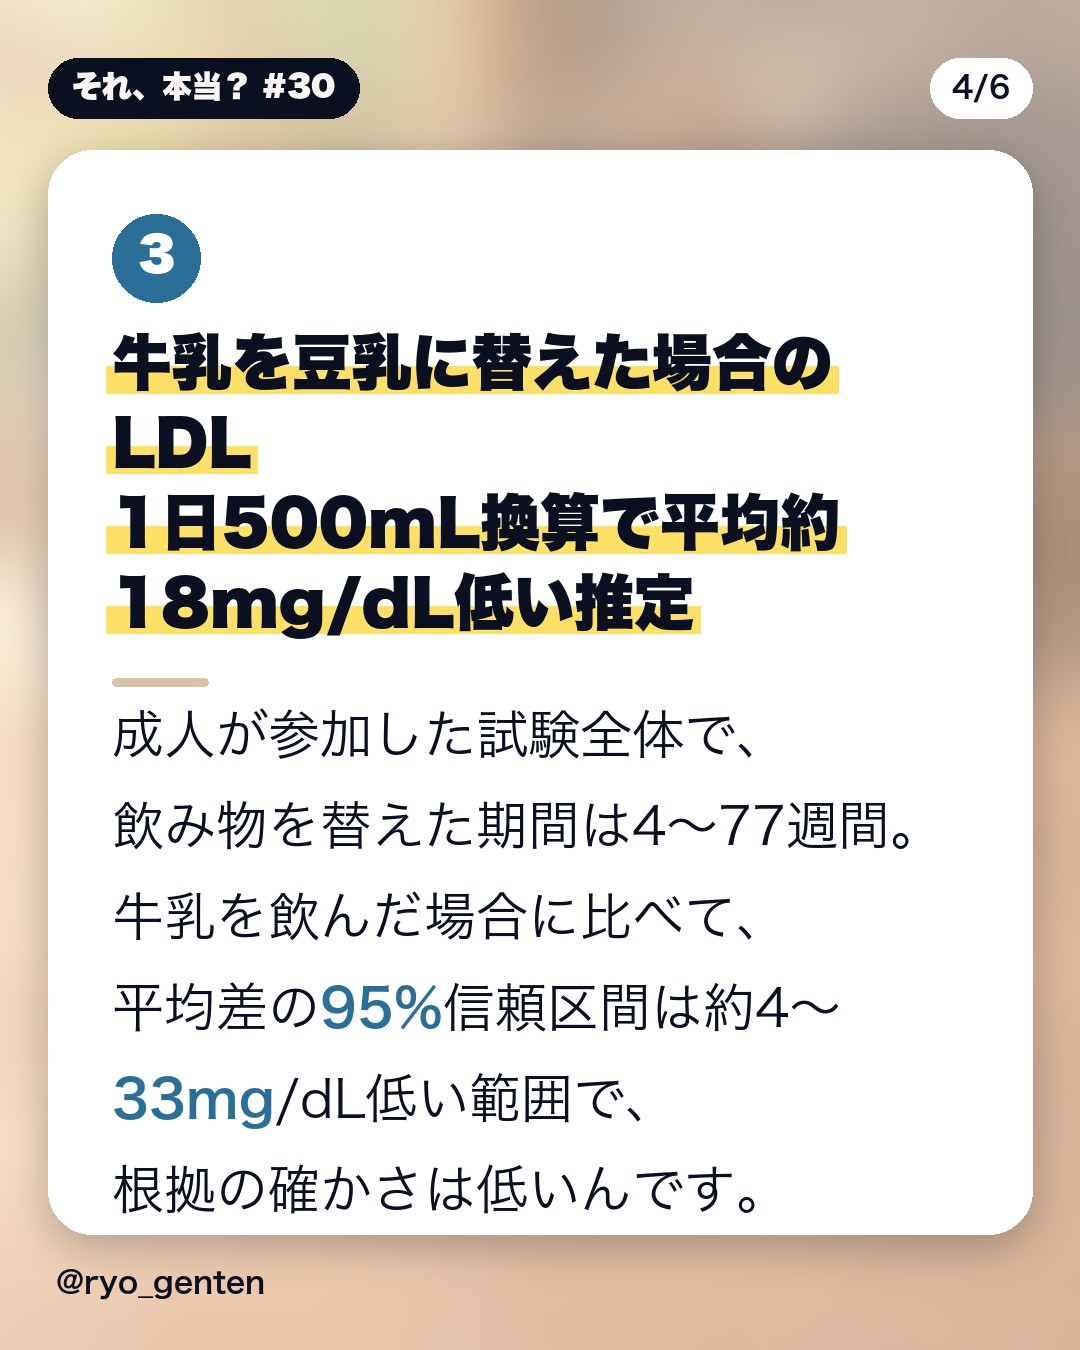 それ、本当？ #30
4/6
3
牛乳を豆乳に替えた場合の
LDL
1日500mL換算で平均約
18mg/dL低い推定
成人が参加した試験全体で、
飲み物を替えた期間は4〜77週間。
牛乳を飲んだ場合に比べて、
平均差の95%信頼区間は約4〜
33mg/dL低い範囲で、
根拠の確かさは低いんです。
@ryo_genten